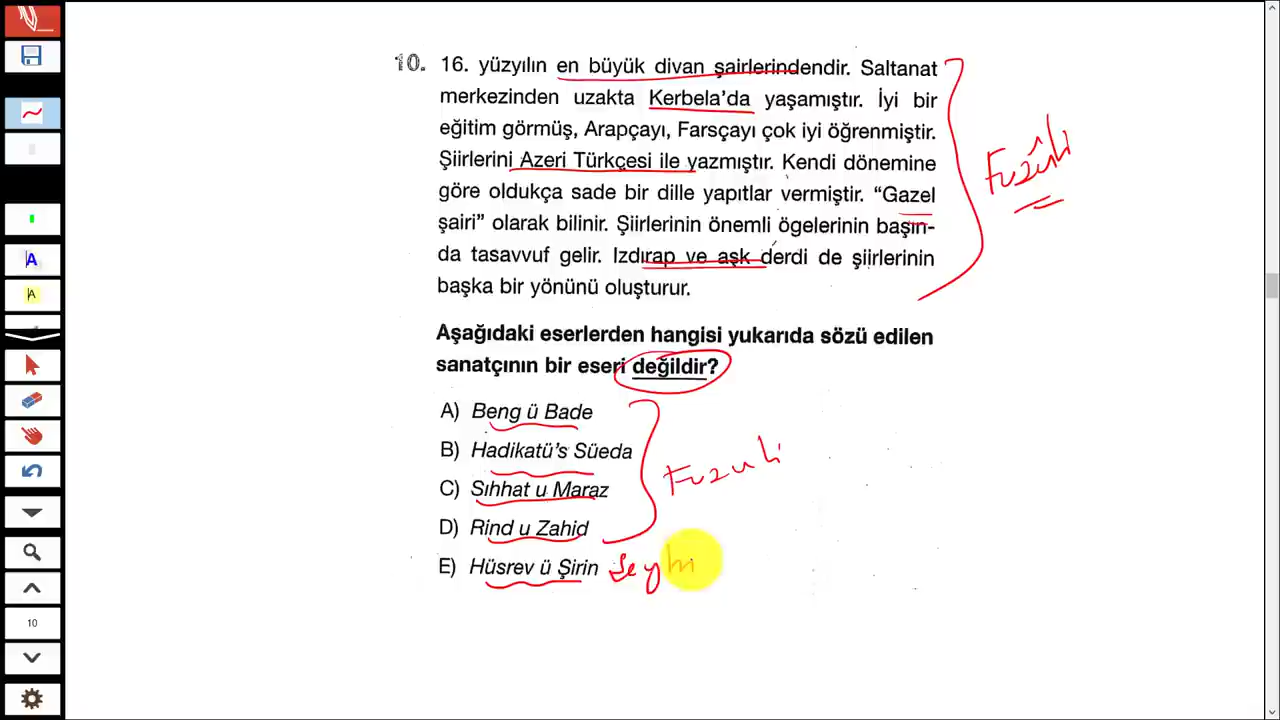 10. 16. yüzyılın en büyük divan şairlerindendir. Saltanat
merkezinden uzakta Kerbela'da yaşamıştır. İyi bir
eğitim görmüş, Arapçayı, Farsçayı çok iyi öğrenmiştir.
Şiirlerini Azeri Türkçesi ile yazmıştır. Kendi dönemine
göre oldukça sade bir dille yapıtlar vermiştir. "Gazel
şairi" olarak bilinir. Şiirlerinin önemli ögelerinin başın-
da tasavvuf gelir. Izdırap ve aşk derdi de şiirlerinin
başka bir yönünü oluşturur.
Fuzûli
Aşağıdaki eserlerden hangisi yukarıda sözü edilen
sanatçının bir eseri değildir?
A) Beng ü Bade
B) Hadikatü's Süeda
C) Sıhhat u Maraz
D) Rind u Zahid
Fuzuli
E) Hüsrev ü Şirin
A
A
10